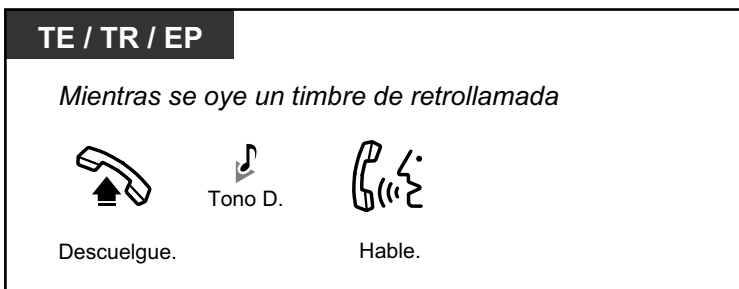 TE / TR / EP
Mientras se oye un timbre de retrollamada
Tono D.
Descuelgue.
Hable.